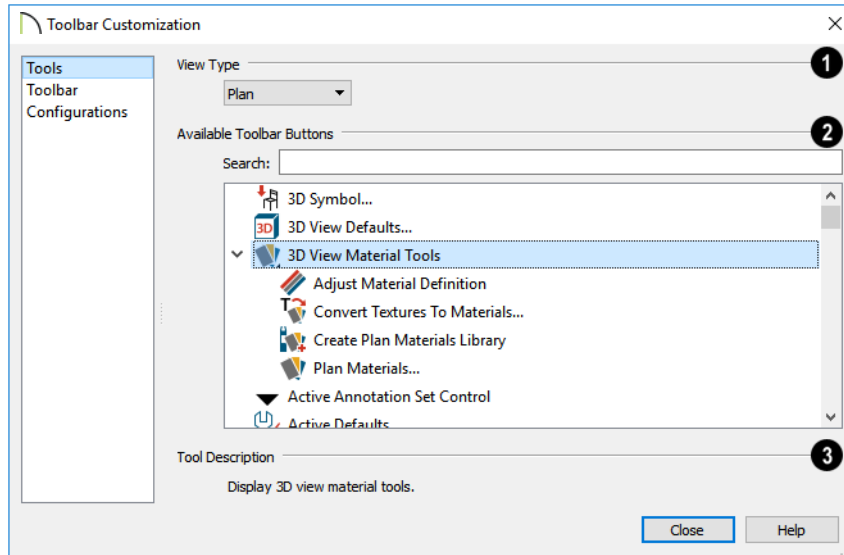 Toolbar Customization
Tools
Toolbar
Configurations
View Type
1
Plan
Available Toolbar Buttons
2
Search:
3D Symbol...
3D
3D View Defaults...
3D View Material Tools
Adjust Material Definition
T
Convert Textures To Materials...
Create Plan Materials Library
Plan Materials...
Active Annotation Set Control
Active Defaults
Tool Description
3
Display 3D view material tools.
Close
Help